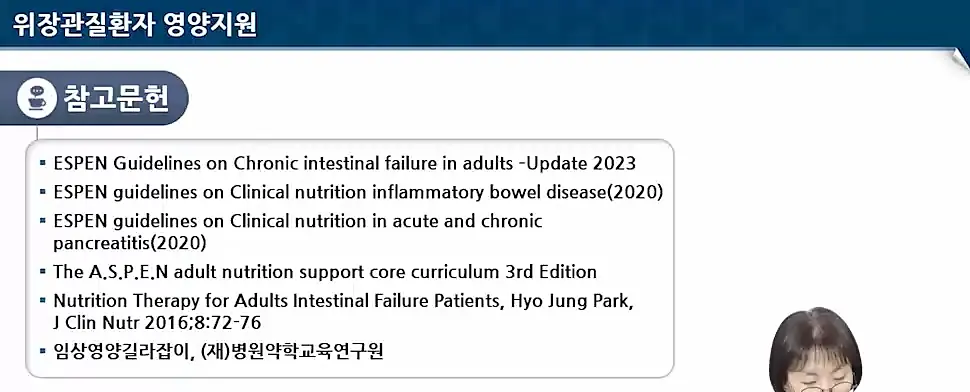 위장관질환자 영양지원
참고문헌
ESPEN Guidelines on Chronic intestinal failure in adults -Update 2023
ESPEN guidelines on Clinical nutrition inflammatory bowel disease(2020)
ESPEN guidelines on Clinical nutrition in acute and chronic
pancreatitis(2020)
The A.S.P.E.N adult nutrition support core curriculum 3rd Edition
Nutrition Therapy for Adults Intestinal Failure Patients, Hyo Jung Park,
J Clin Nutr 2016;8:72-76
임상영양길라잡이, (재)병원약학교육연구원